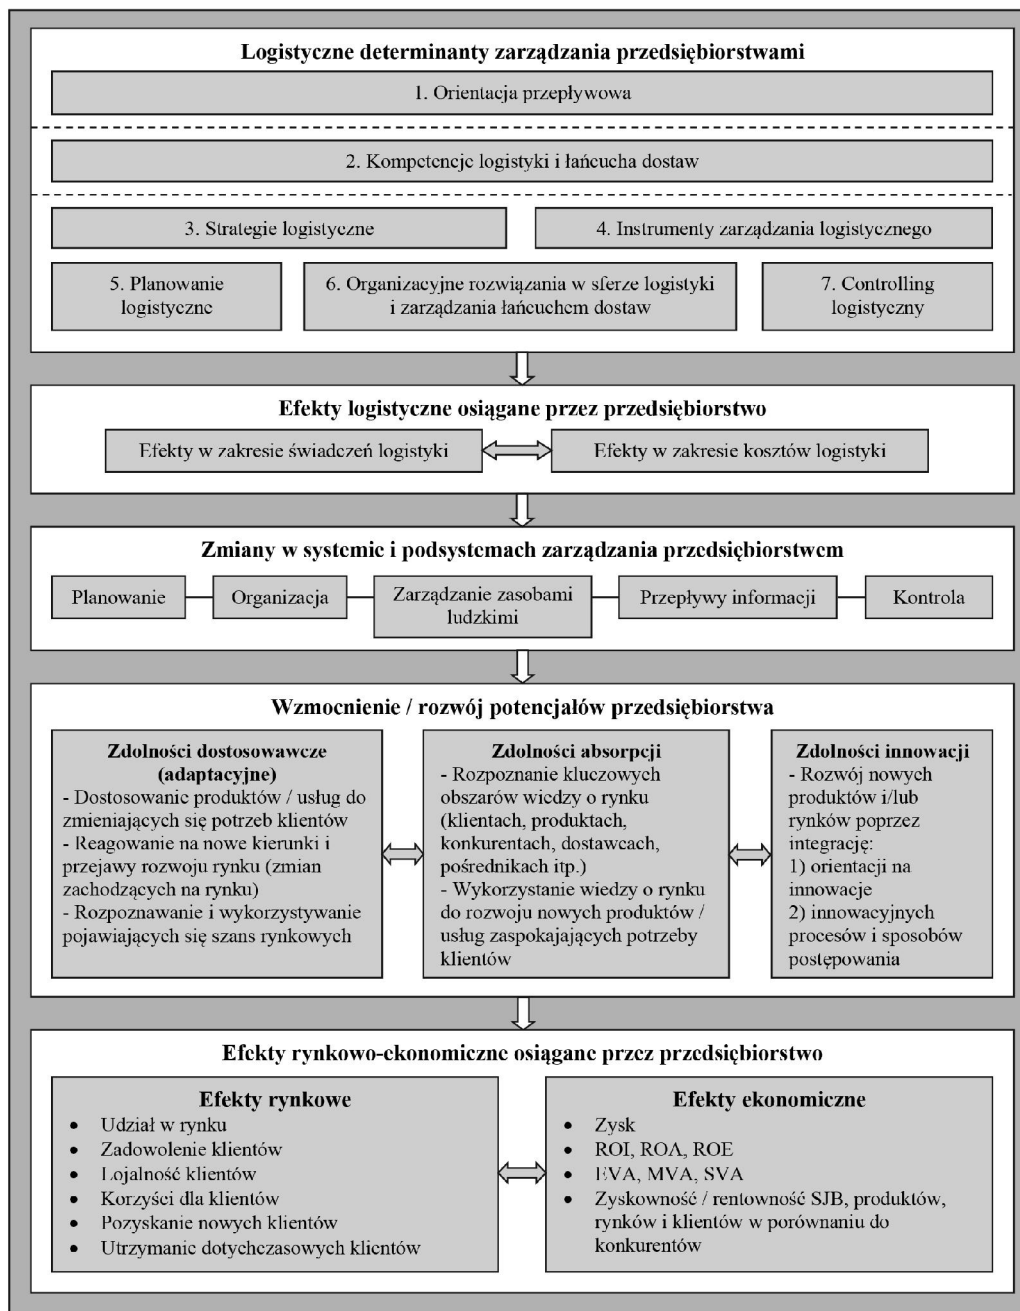 Logistyczne determinanty zarządzania przedsiębiorstwami
1. Orientacja przepływowa
2. Kompetencje logistyki i łańcucha dostaw
3. Strategie logistyczne
4. Instrumenty zarządzania logistycznego
5. Planowanie
logistyczne
6. Organizacyjne rozwiązania w sferze logistyki
i zarządzania łańcuchem dostaw
7. Controlling
logistyczny
Efekty logistyczne osiągane przez przedsiębiorstwo
Efekty w zakresie świadczeń logistyki
Efekty w zakresie kosztów logistyki
Zmiany w systemie i podsystemach zarządzania przedsiębiorstwem
Planowanie
Organizacja
Zarządzanie zasobami
ludzkimi
Przepływy informacji
Kontrola
Wzmocnienie / rozwój potencjałów przedsiębiorstwa
Zdolności dostosowawcze
(adaptacyjne)
- Dostosowanie produktów / usług do
zmieniających się potrzeb klientów
- Reagowanie na nowe kierunki i
przejawy rozwoju rynku (zmian
zachodzących na rynku)
- Rozpoznawanie i wykorzystywanie
pojawiających się szans rynkowych
Zdolności absorpcji
- Rozpoznanie kluczowych
obszarów wiedzy o rynku
(klientach, produktach,
konkurentach, dostawcach,
pośrednikach itp.)
- Wykorzystanie wiedzy o rynku
do rozwoju nowych produktów /
usług zaspokajających potrzeby
klientów
Zdolności innowacji
- Rozwój nowych
produktów i/lub
rynków poprzez
integrację:
1) orientacji na
innowacje
2) innowacyjnych
procesów i sposobów
postępowania
Efekty rynkowo-ekonomiczne osiągane przez przedsiębiorstwo
Efekty rynkowe
• Udział w rynku
• Zadowolenie klientów
• Lojalność klientów
• Korzyści dla klientów
• Pozyskanie nowych klientów
• Utrzymanie dotychczasowych klientów
Efekty ekonomiczne
• Zysk
• ROI, ROA, ROE
• EVA, MVA, SVA
• Zyskowność / rentowność SJB, produktów,
rynków i klientów w porównaniu do
konkurentów